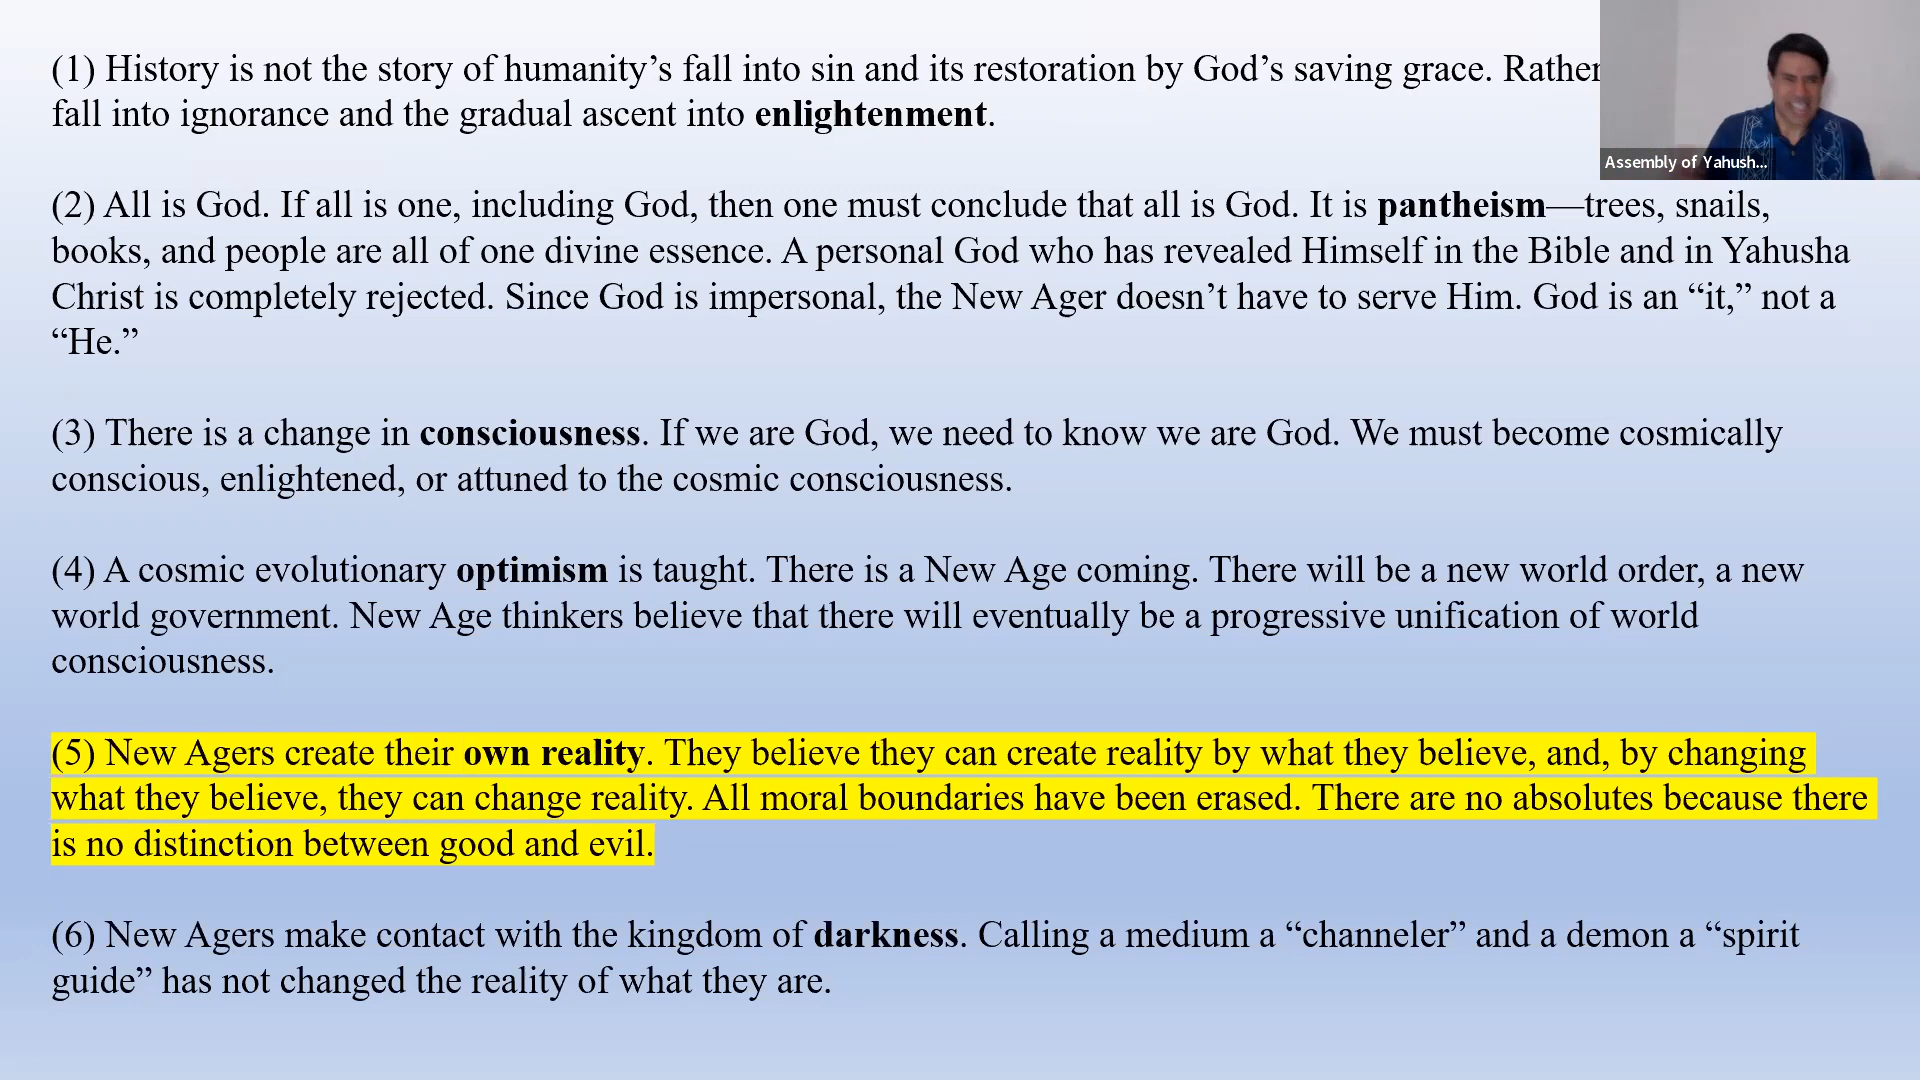 (1) History is not the story of humanity’s fall into sin and its restoration by God’s saving grace. Rather
fall into ignorance and the gradual ascent into enlightenment.
Assembly of Yahush...
(2) All is God. If all is one, including God, then one must conclude that all is God. It is pantheism—trees, snails,
books, and people are all of one divine essence. A personal God who has revealed Himself in the Bible and in Yahusha
Christ is completely rejected. Since God is impersonal, the New Ager doesn’t have to serve Him. God is an “it,” not a
“He.”
(3) There is a change in consciousness. If we are God, we need to know we are God. We must become cosmically
conscious, enlightened, or attuned to the cosmic consciousness.
(4) A cosmic evolutionary optimism is taught. There is a New Age coming. There will be a new world order, a new
world government. New Age thinkers believe that there will eventually be a progressive unification of world
consciousness.
(5) New Agers create their own reality. They believe they can create reality by what they believe, and, by changing
what they believe, they can change reality. All moral boundaries have been erased. There are no absolutes because there
is no distinction between good and evil.
(6) New Agers make contact with the kingdom of darkness. Calling a medium a “channeler” and a demon a “spirit
guide” has not changed the reality of what they are.